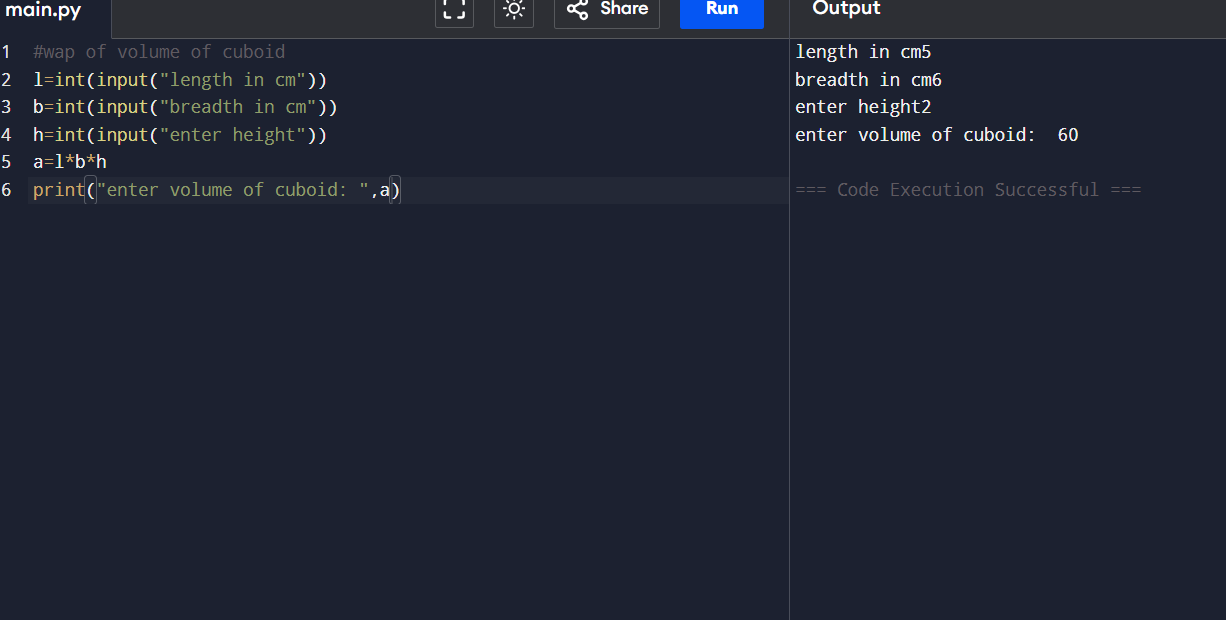 main.py
Share
Run
Output
1 #wap of volume of cuboid
2 l=int(input("length in cm"))
3 b=int(input("breadth in cm"))
4 h=int(input("enter height"))
5 a=l*b*h
6 print("enter volume of cuboid: ",a)
length in cm5
breadth in cm6
enter height2
enter volume of cuboid:  60
=== Code Execution Successful ===